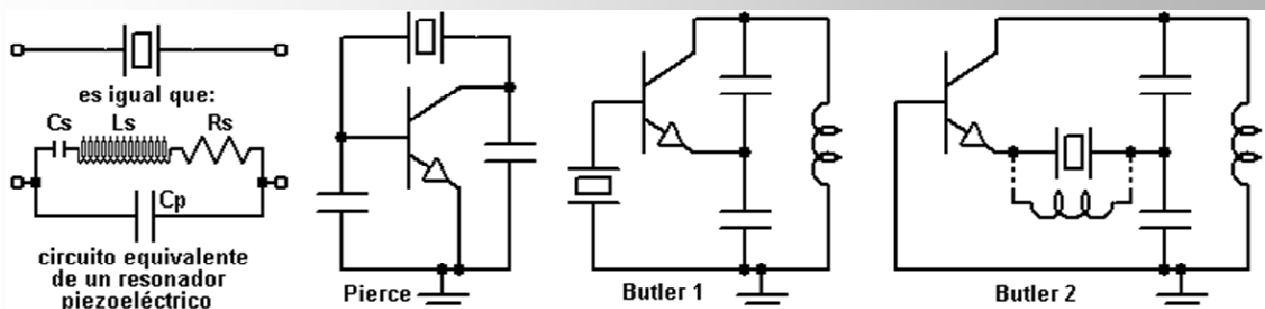 es igual que:
Cs Ls Rs
Cp
circuito equivalente
de un resonador
piezoeléctrico
Pierce
Butler 1
Butler 2